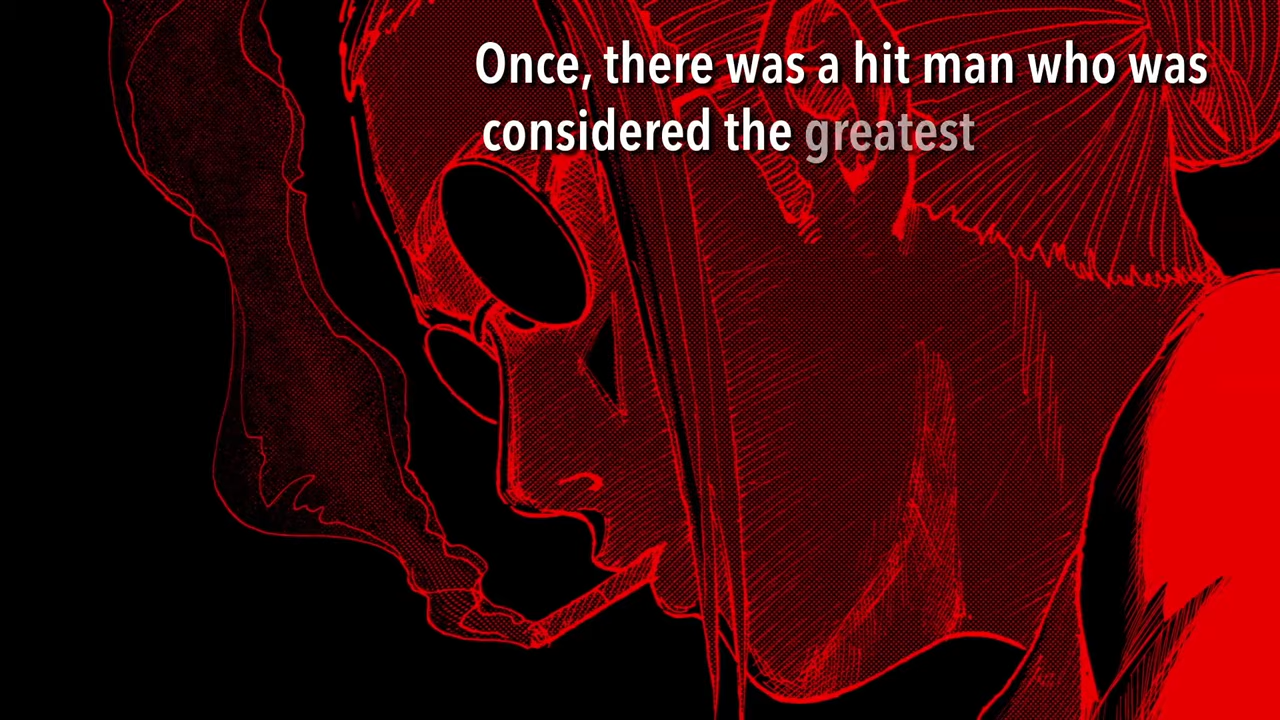 Once, there was a hit man who was
considered the greatest